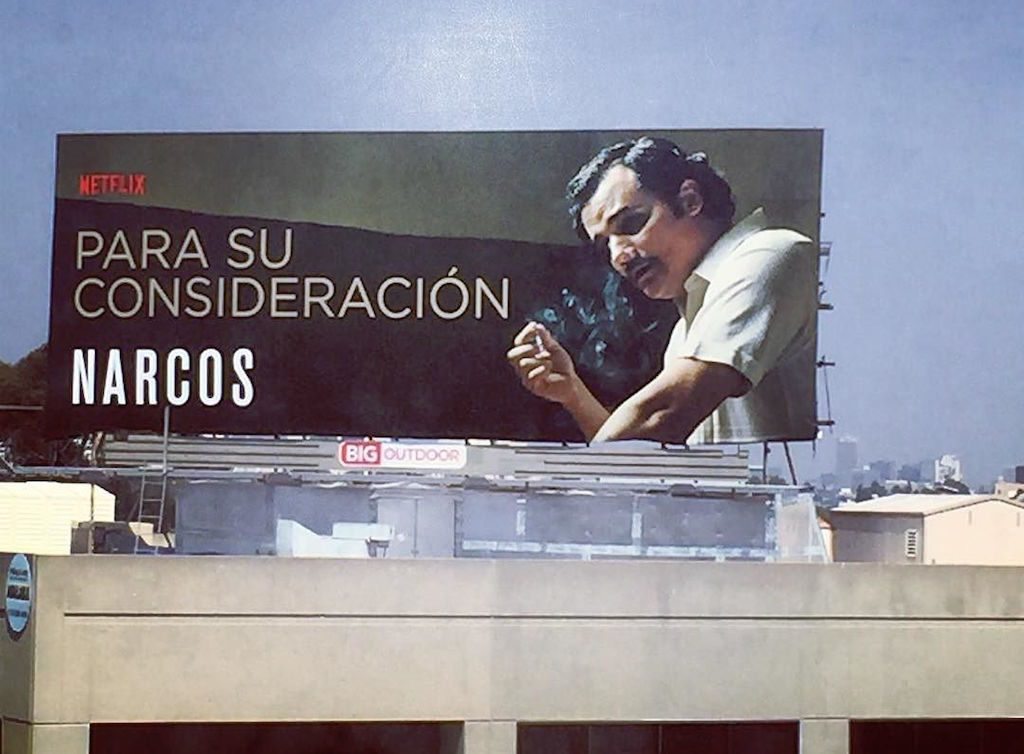 NETFLIX
PARA SU
CONSIDERACIÓN
NARCOS
BIG OUTDOOR